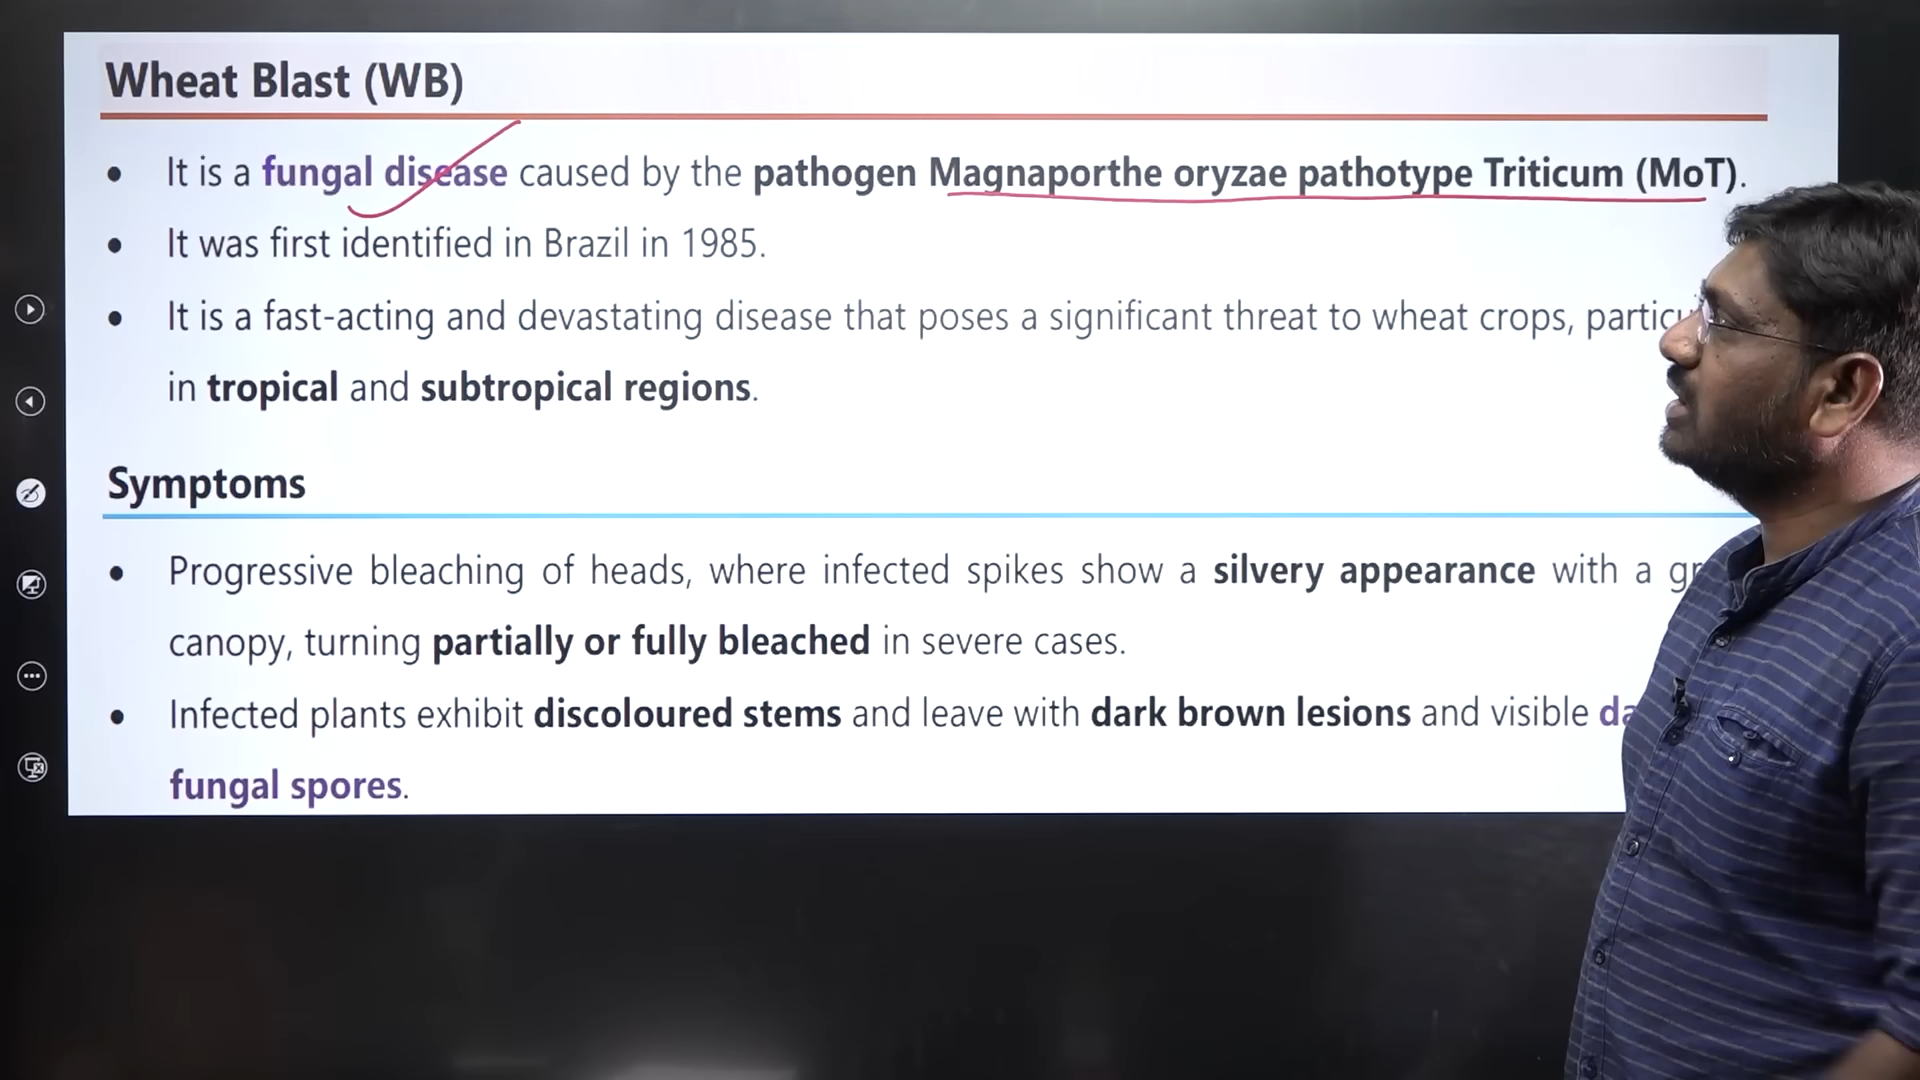 Wheat Blast (WB)
• It is a fungal disease caused by the pathogen Magnaporthe oryzae pathotype Triticum (MoT).
• It was first identified in Brazil in 1985.
• It is a fast-acting and devastating disease that poses a significant threat to wheat crops,
in tropical and subtropical regions.
Symptoms
• Progressive bleaching of heads, where infected spikes show a silvery appearance with a
canopy, turning partially or fully bleached in severe cases.
• Infected plants exhibit discoloured stems and leave with dark brown lesions and visible
fungal spores.